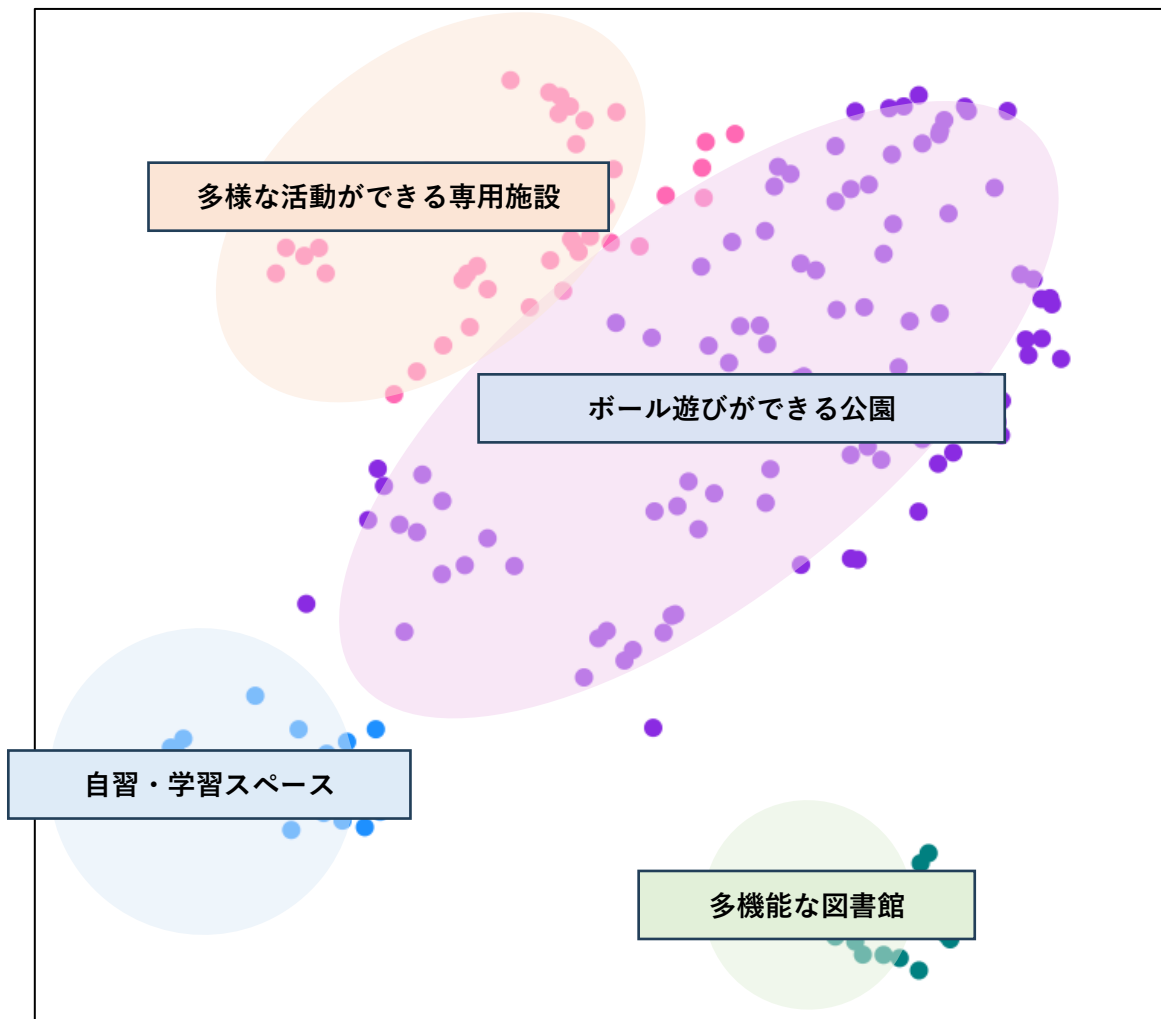 多様な活動ができる専用施設
ボール遊びができる公園
自習・学習スペース
多機能な図書館